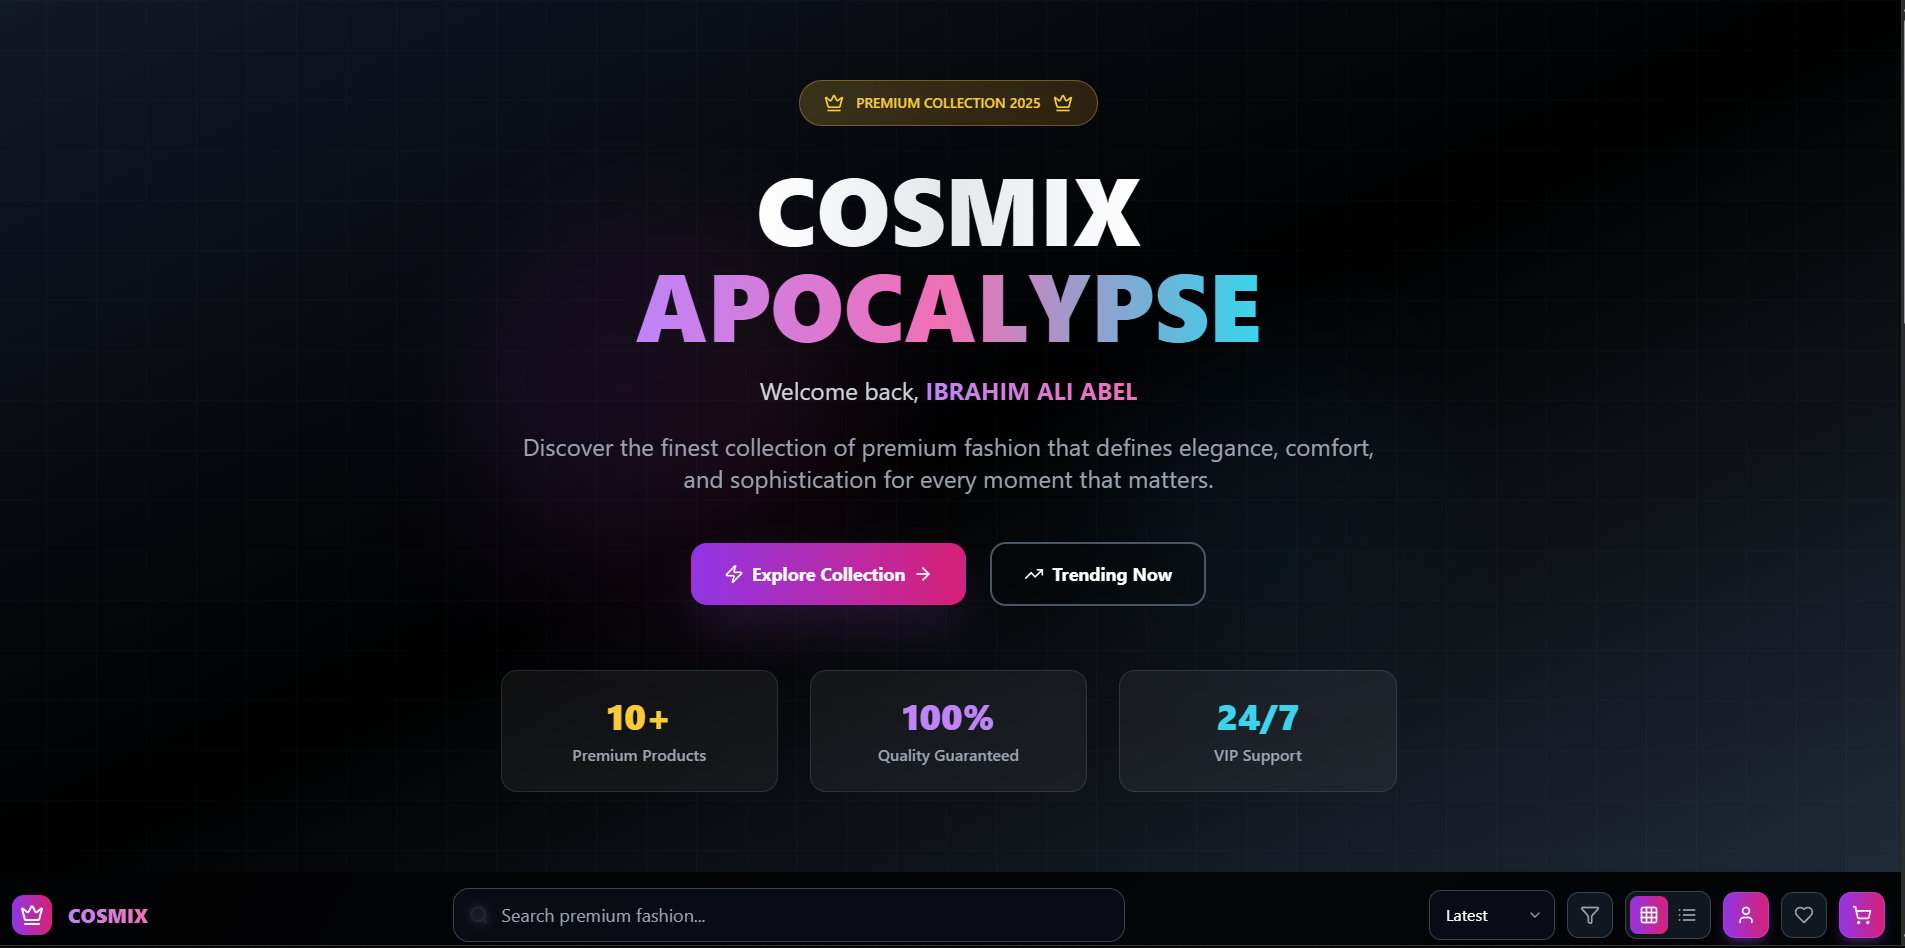 PREMIUM COLLECTION 2025
COSMIX
APOCALYPSE
Welcome back, IBRAHIM ALI ABEL
Discover the finest collection of premium fashion that defines elegance, comfort,
and sophistication for every moment that matters.
Explore Collection
Trending Now
10+
Premium Products
100%
Quality Guaranteed
24/7
VIP Support
COSMIX
Search premium fashion...
Latest